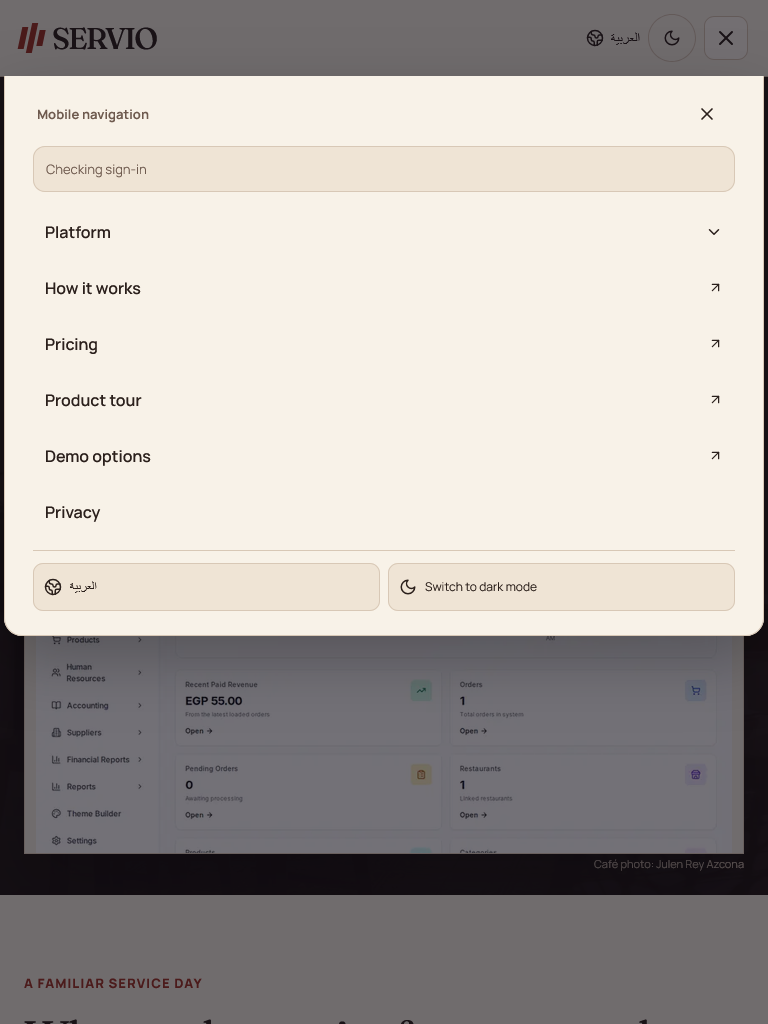 SERVIO
العربية
Mobile navigation
Checking sign-in
Platform
How it works
Pricing
Product tour
Demo options
Privacy
العربية
Switch to dark mode
Products
Human
Resources
Accounting
Suppliers
Financial Reports
Reports
Theme Builder
Settings
Recent Paid Revenue
EGP 55.00
From the latest loaded orders
Open →
Orders
1
Total orders in system
Open →
Pending Orders
0
Awaiting processing
Open →
Restaurants
1
Linked restaurants
Open →
Café photo: Julen Rey Azcona
A FAMILIAR SERVICE DAY